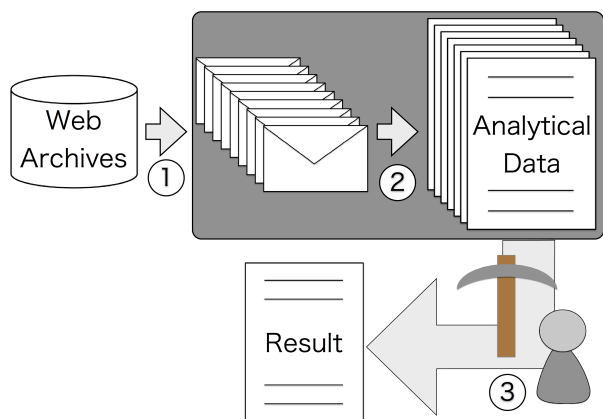 Web
Archives
①
②
Analytical
Data
Result
③